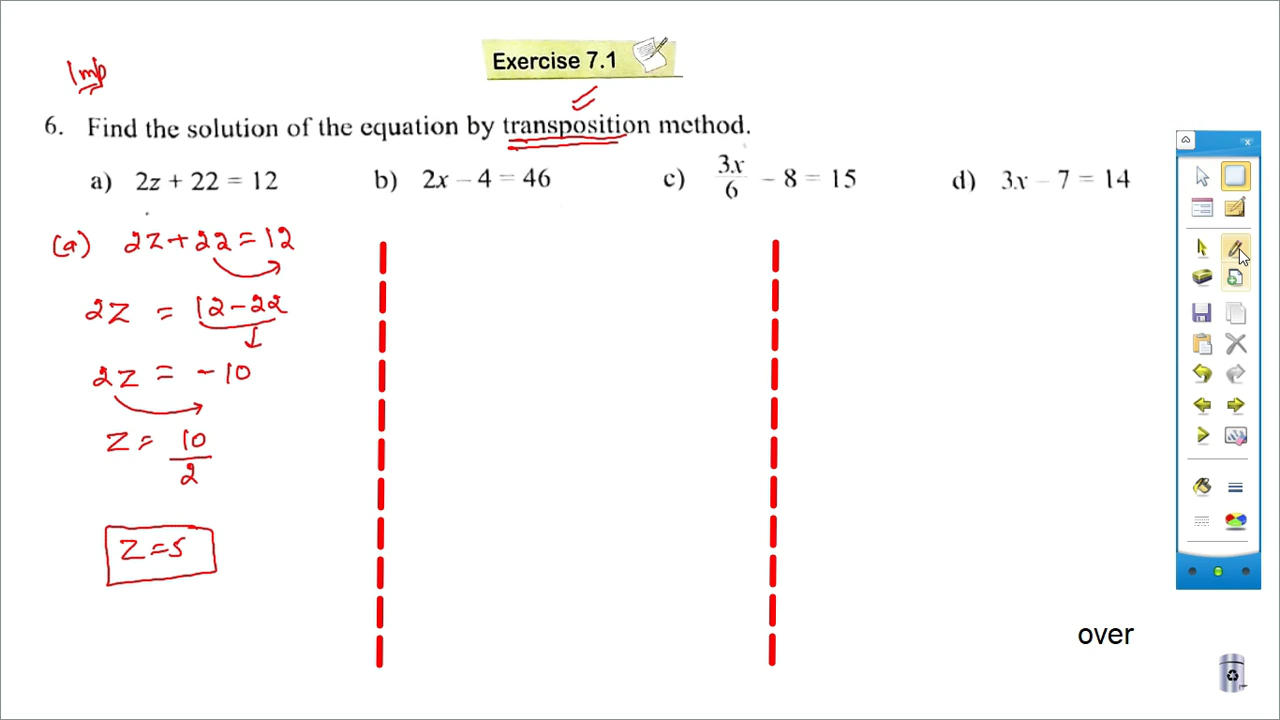 Exercise 7.1
Imp
6. Find the solution of the equation by transposition method.
a) 2z + 22 = 12 b) 2x – 4 = 46 c) 3x/6 – 8 = 15 d) 3x – 7 = 14
(a) 2z+22=12
2z = 12-22
2z = -10
z = 10/2
z=5
over